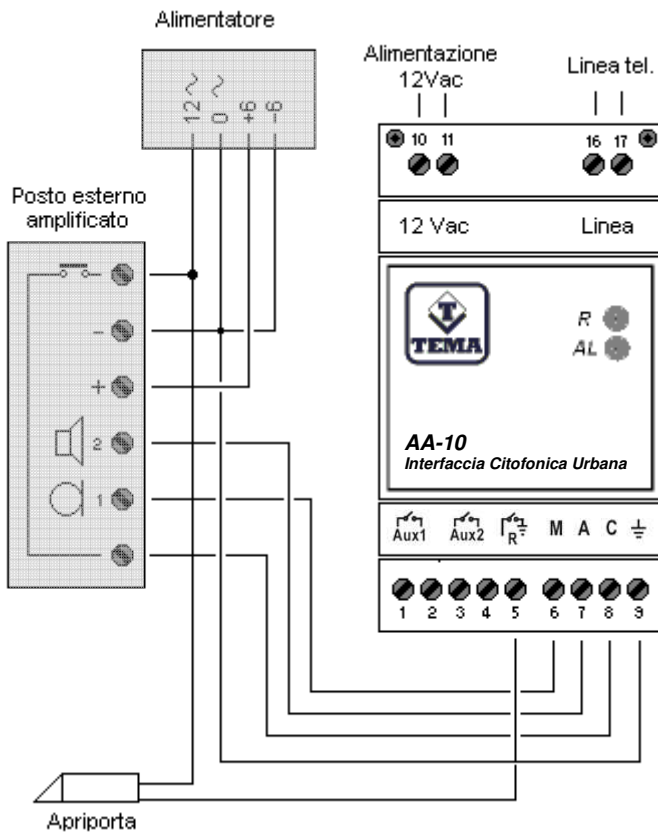 Alimentatore
12 ~ 0 ~ +6 -6
Alimentazione
12Vac
Linea tel.
10 11
16 17
12 Vac
Linea
Posto esterno
amplificato
-
+
2
1
T
TEMA
R
AL
AA-10
Interfaccia Citofonica Urbana
Aux1 Aux2 R M A C
1 2 3 4 5 6 7 8 9
Apriporta